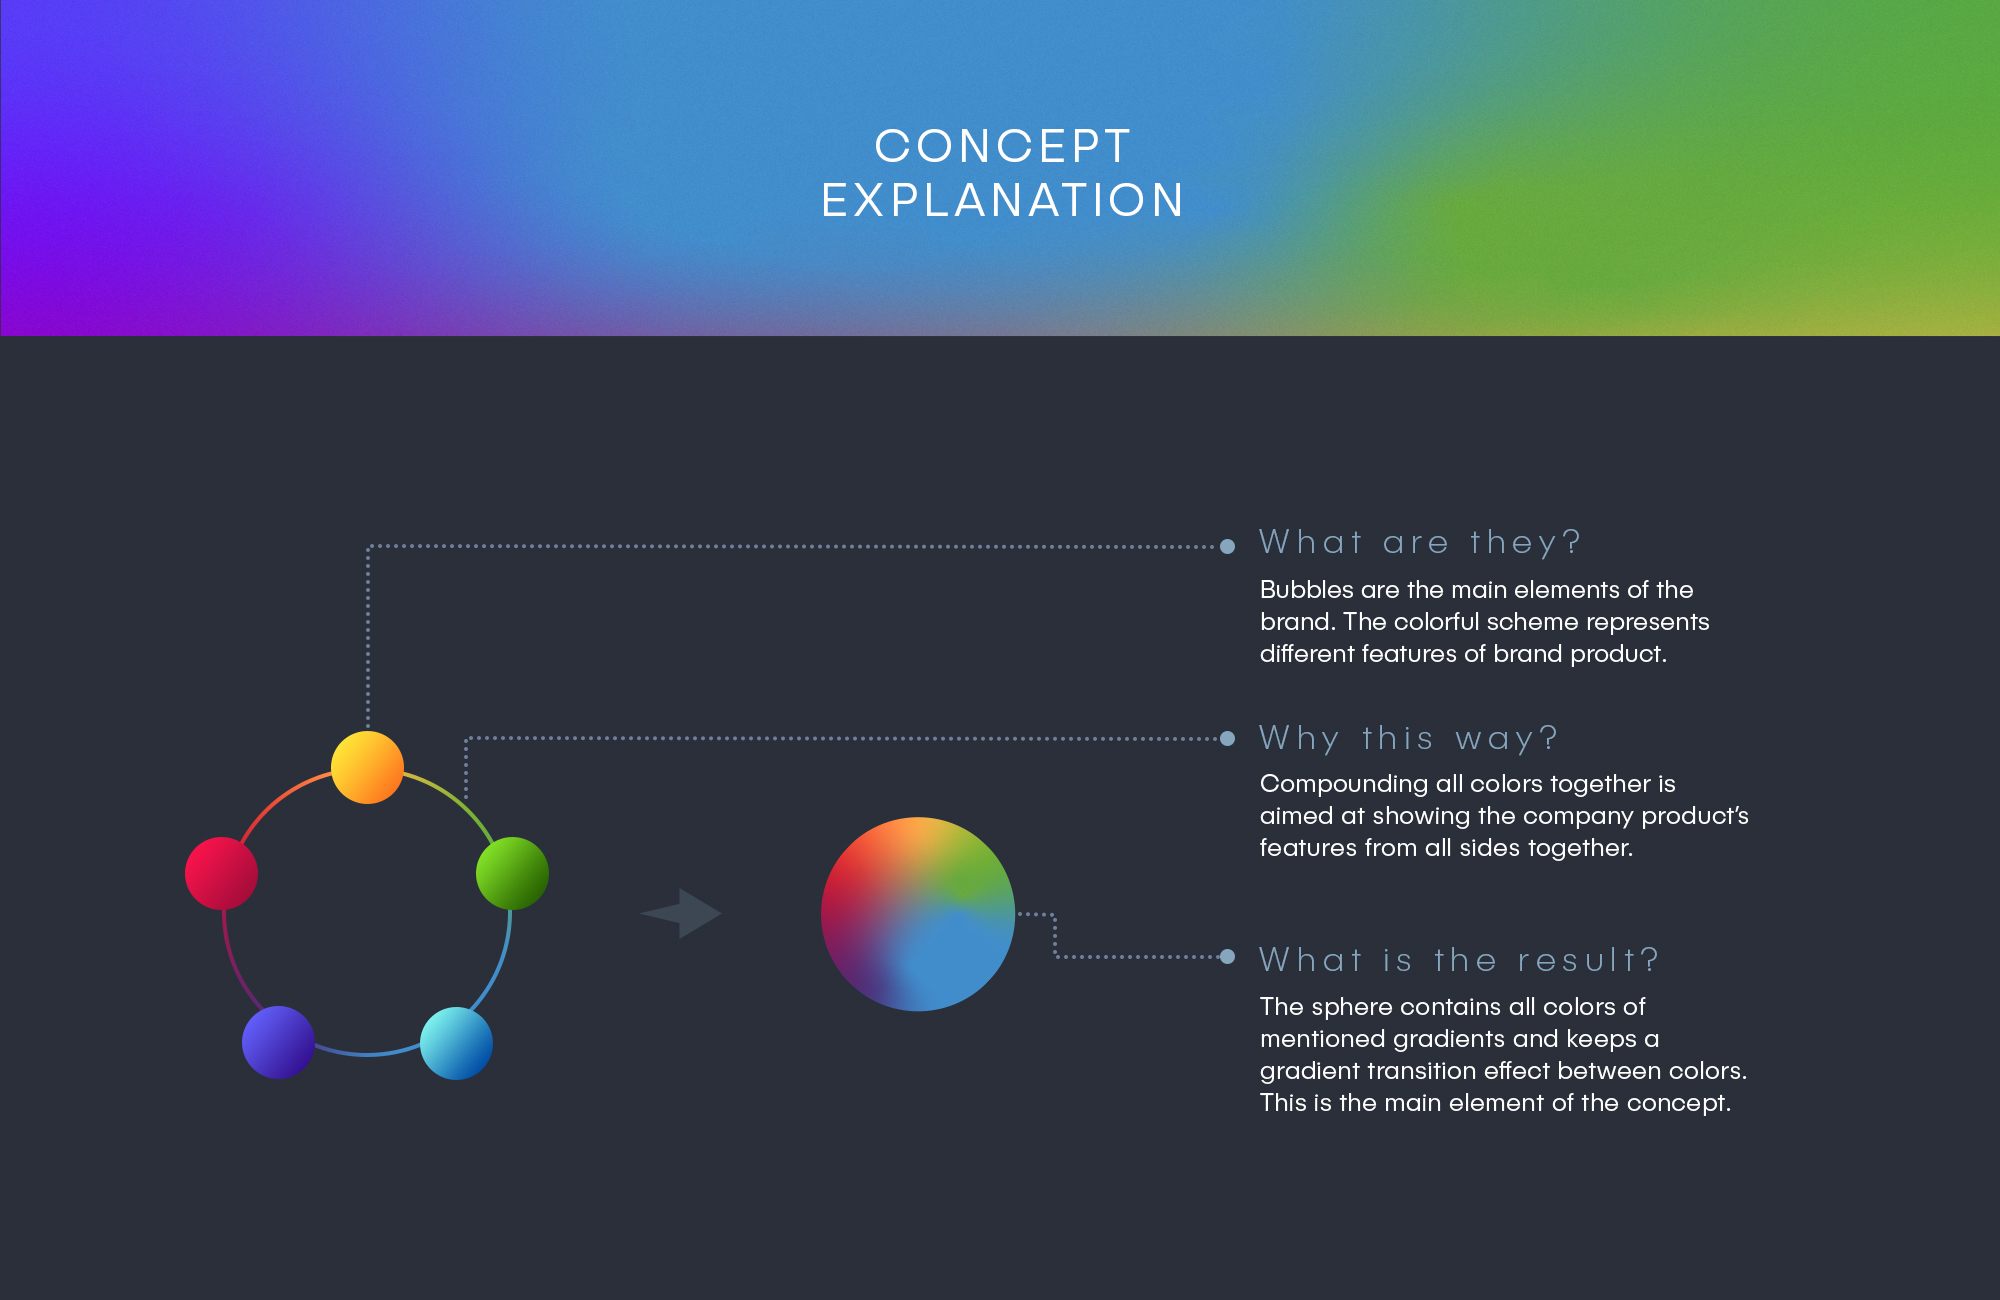 CONCEPT
EXPLANATION
What are they?
Bubbles are the main elements of the
brand. The colorful scheme represents
different features of brand product.
Why this way?
Compounding all colors together is
aimed at showing the company product’s
features from all sides together.
What is the result?
The sphere contains all colors of
mentioned gradients and keeps a
gradient transition effect between colors.
This is the main element of the concept.